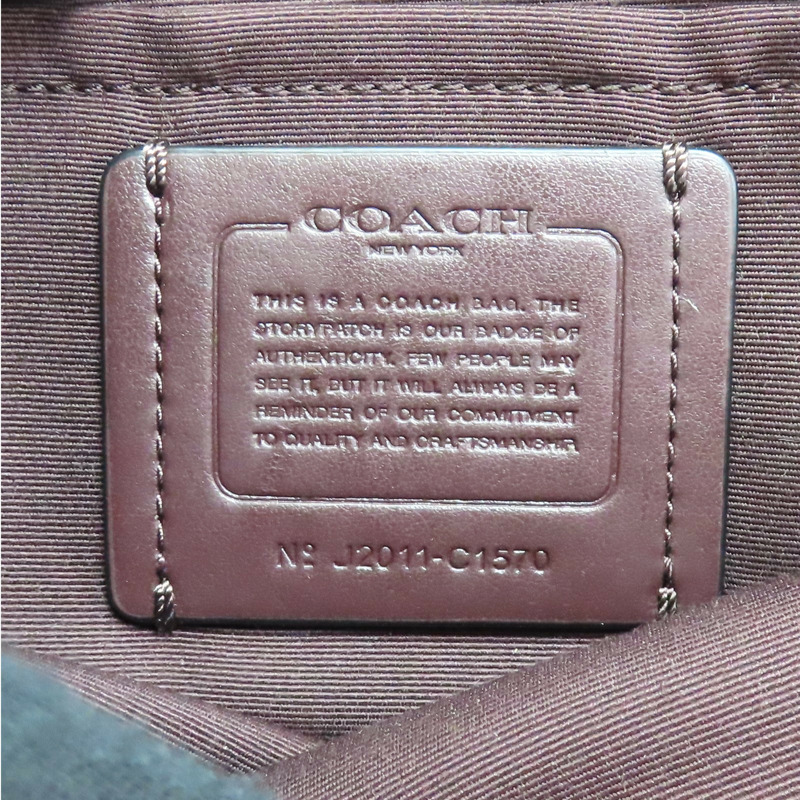 COACH
NEW YORK
THIS IS A COACH BAG. THE
STORYPATCH IS OUR BADGE OF
AUTHENTICITY. FEW PEOPLE MAY
SEE IT, BUT IT WILL ALWAYS BE A
REMINDER OF OUR COMMITMENT
TO QUALITY AND CRAFTSMANSHIP.
Nº J2011-C1570